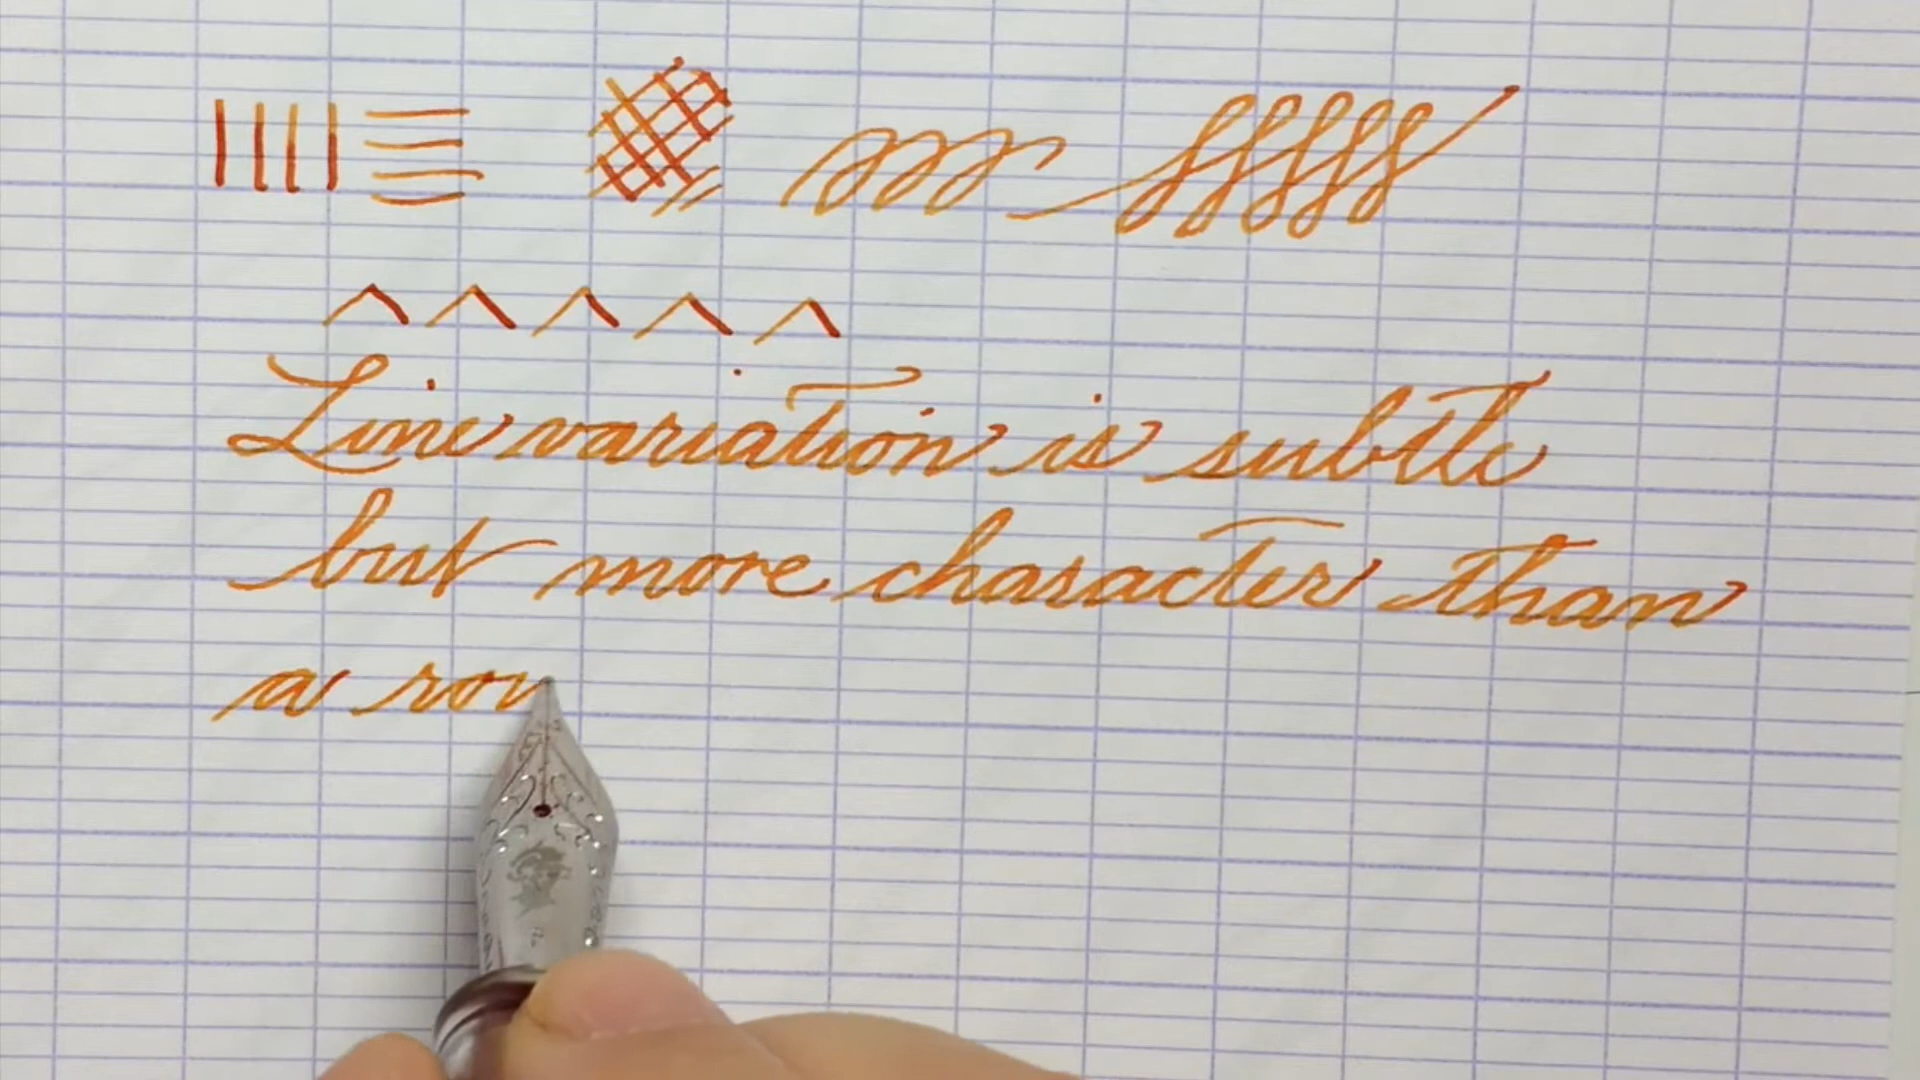 Line variation is subtle
but more character than
a rou